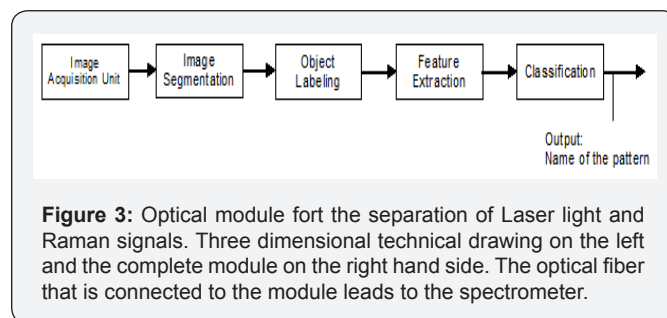 Image
Acquisition Unit
Image
Segmentation
Object
Labeling
Feature
Extraction
Classification
Output:
Name of the pattern
Figure 3: Optical module fort the separation of Laser light and
Raman signals. Three dimensional technical drawing on the left
and the complete module on the right hand side. The optical fiber
that is connected to the module leads to the spectrometer.